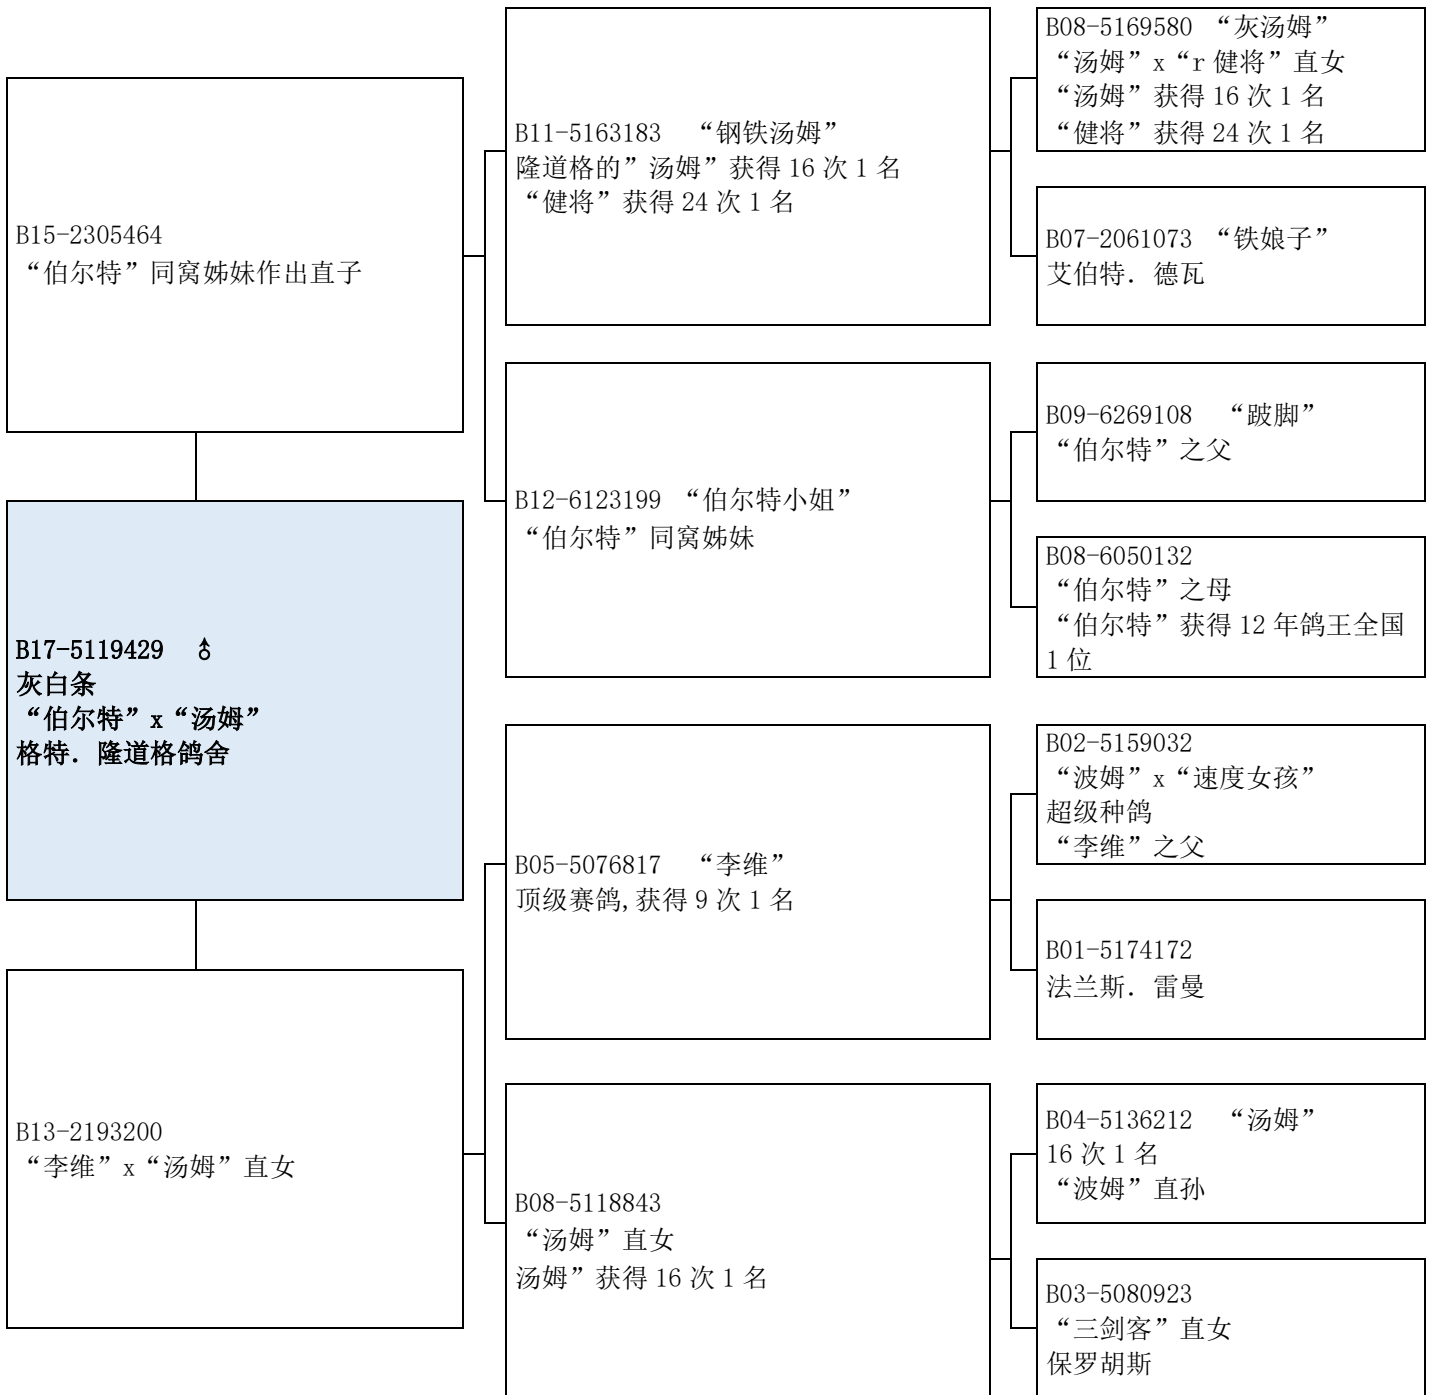 B15-2305464
“伯尔特”同窝姊妹作出直子
B17-5119429 ♁
灰白条
“伯尔特”x“汤姆”
格特．隆道格鸽舍
B13-2193200
“李维”x“汤姆”直女
B11-5163183 “钢铁汤姆”
隆道格的”汤姆”获得 16 次 1 名
“健将”获得 24 次 1 名
B12-6123199 “伯尔特小姐”
“伯尔特”同窝姊妹
B05-5076817 “李维”
顶级赛鸽,获得 9 次 1 名
B08-5118843
“汤姆”直女
汤姆”获得 16 次 1 名
B08-5169580 “灰汤姆”
“汤姆”x“r 健将”直女
“汤姆”获得 16 次 1 名
“健将”获得 24 次 1 名
B07-2061073 “铁娘子”
艾伯特．德瓦
B09-6269108 “跛脚”
“伯尔特”之父
B08-6050132
“伯尔特”之母
“伯尔特”获得 12 年鸽王全国
1 位
B02-5159032
“波姆”x“速度女孩”
超级种鸽
“李维”之父
B01-5174172
法兰斯．雷曼
B04-5136212 “汤姆”
16 次 1 名
“波姆”直孙
B03-5080923
“三剑客”直女
保罗胡斯